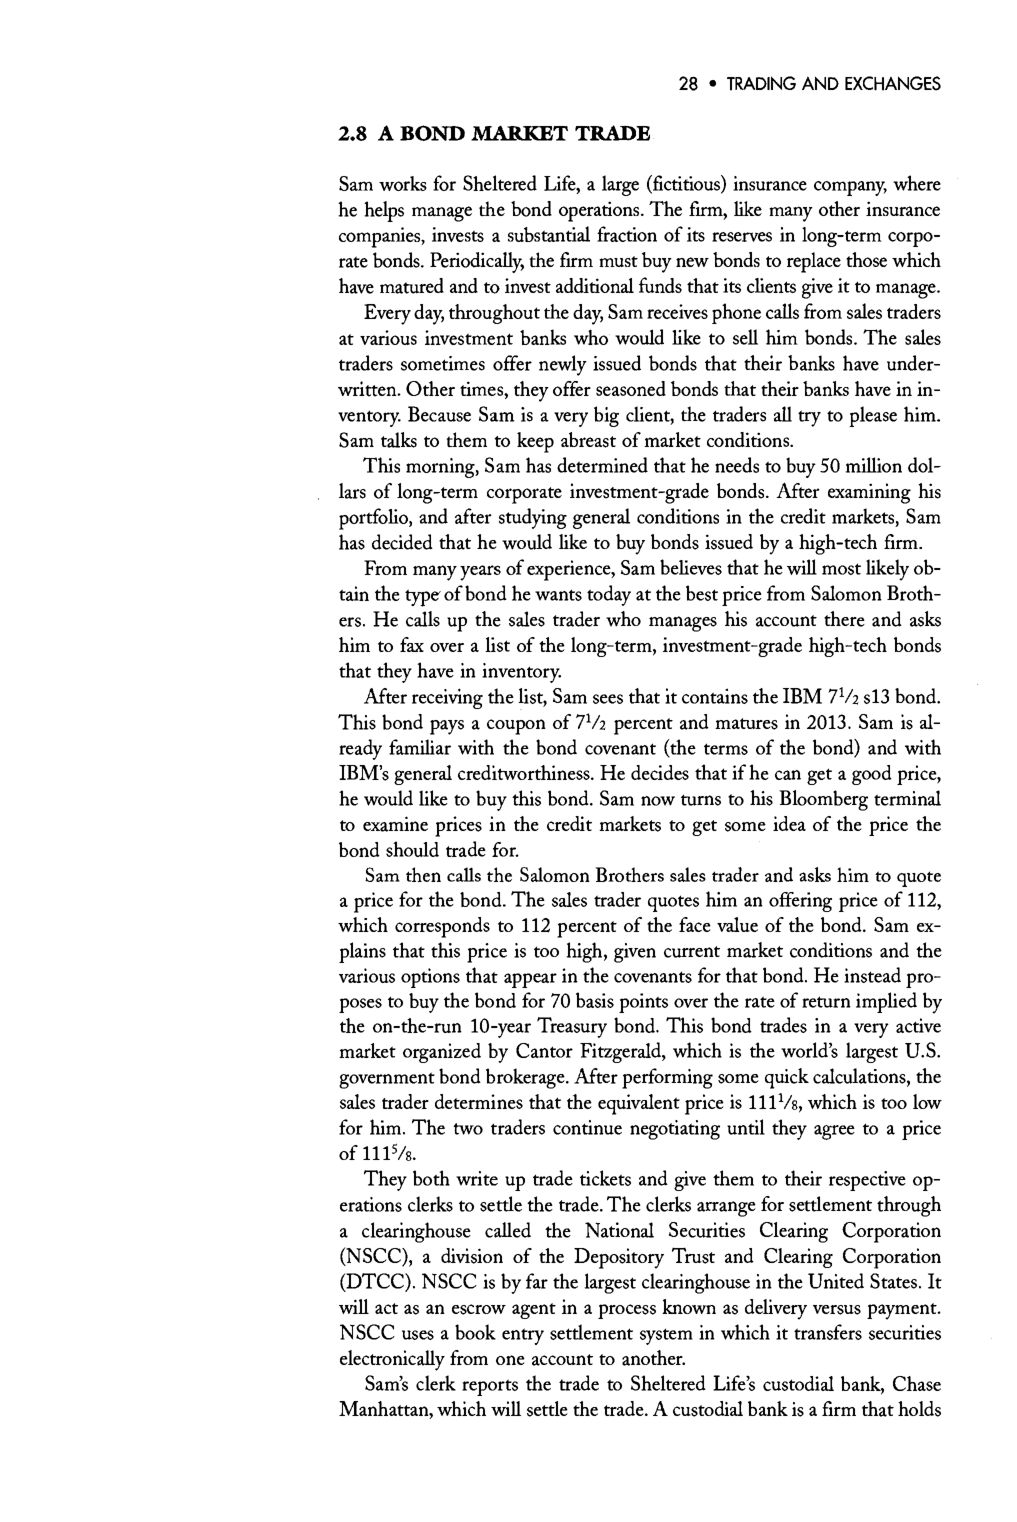 28 • TRADING AND EXCHANGES
2.8 A BOND MARKET TRADE
Sam works for Sheltered Life, a large (fictitious) insurance company, where
he helps manage the bond operations. The firm, like many other insurance
companies, invests a substantial fraction of its reserves in long-term corpo-
rate bonds. Periodically, the firm must buy new bonds to replace those which
have matured and to invest additional funds that its clients give it to manage.
Every day, throughout the day, Sam receives phone calls from sales traders
at various investment banks who would like to sell him bonds. The sales
traders sometimes offer newly issued bonds that their banks have under-
written. Other times, they offer seasoned bonds that their banks have in in-
ventory. Because Sam is a very big client, the traders all try to please him.
Sam talks to them to keep abreast of market conditions.
This morning, Sam has determined that he needs to buy 50 million dol-
lars of long-term corporate investment-grade bonds. After examining his
portfolio, and after studying general conditions in the credit markets, Sam
has decided that he would like to buy bonds issued by a high-tech firm.
From many years of experience, Sam believes that he will most likely ob-
tain the type of bond he wants today at the best price from Salomon Broth-
ers. He calls up the sales trader who manages his account there and asks
him to fax over a list of the long-term, investment-grade high-tech bonds
that they have in inventory.
After receiving the list, Sam sees that it contains the IBM 7¹/₂ s13 bond.
This bond pays a coupon of 7¹/₂ percent and matures in 2013. Sam is al-
ready familiar with the bond covenant (the terms of the bond) and with
IBM's general creditworthiness. He decides that if he can get a good price,
he would like to buy this bond. Sam now turns to his Bloomberg terminal
to examine prices in the credit markets to get some idea of the price the
bond should trade for.
Sam then calls the Salomon Brothers sales trader and asks him to quote
a price for the bond. The sales trader quotes him an offering price of 112,
which corresponds to 112 percent of the face value of the bond. Sam ex-
plains that this price is too high, given current market conditions and the
various options that appear in the covenants for that bond. He instead pro-
poses to buy the bond for 70 basis points over the rate of return implied by
the on-the-run 10-year Treasury bond. This bond trades in a very active
market organized by Cantor Fitzgerald, which is the world's largest U.S.
government bond brokerage. After performing some quick calculations, the
sales trader determines that the equivalent price is 111¹/₈, which is too low
for him. The two traders continue negotiating until they agree to a price
of 111⁵/₈.
They both write up trade tickets and give them to their respective op-
erations clerks to settle the trade. The clerks arrange for settlement through
a clearinghouse called the National Securities Clearing Corporation
(NSCC), a division of the Depository Trust and Clearing Corporation
(DTCC). NSCC is by far the largest clearinghouse in the United States. It
will act as an escrow agent in a process known as delivery versus payment.
NSCC uses a book entry settlement system in which it transfers securities
electronically from one account to another.
Sam's clerk reports the trade to Sheltered Life's custodial bank, Chase
Manhattan, which will settle the trade. A custodial bank is a firm that holds